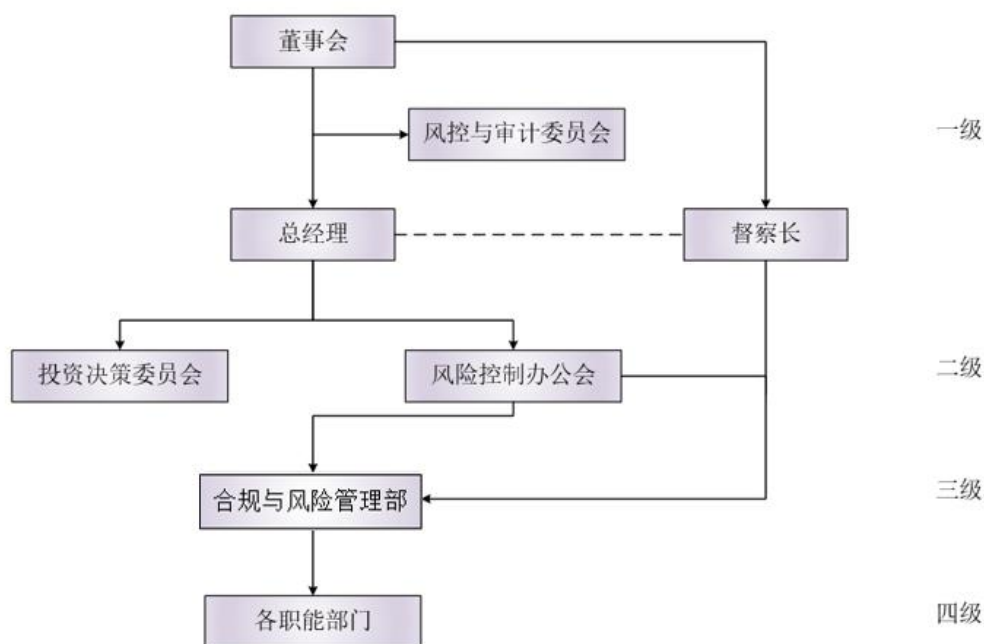 董事会
风控与审计委员会
一级
总经理
督察长
投资决策委员会
风险控制办公会
二级
合规与风险管理部
三级
各职能部门
四级